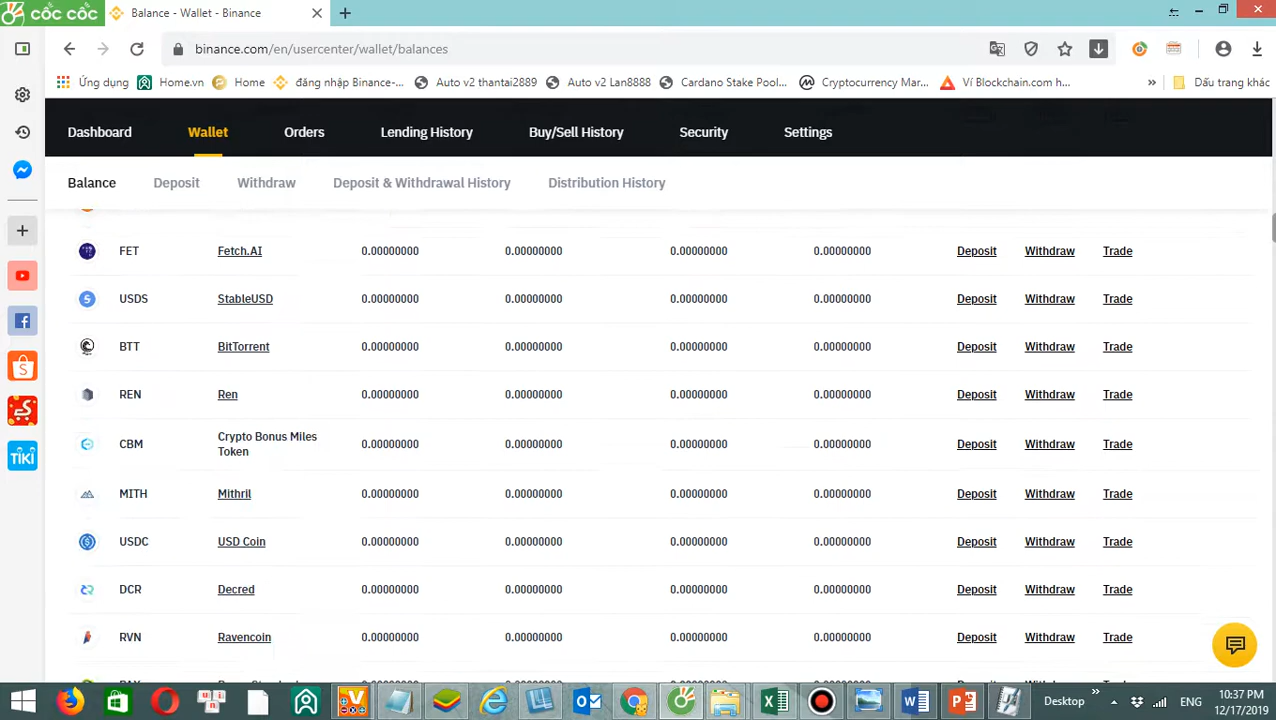 CỐC CỐC
Balance - Wallet - Binance
binance.com/en/usercenter/wallet/balances
Ứng dụng Home.vn Home đăng nhập Binance-... Auto v2 thantai2889 Auto v2 Lan8888 Cardano Stake Pool... Cryptocurrency Mar... Ví Blockchain.com h... » Dấu trang khác
Dashboard Wallet Orders Lending History Buy/Sell History Security Settings
Balance Deposit Withdraw Deposit & Withdrawal History Distribution History
FET Fetch.AI 0.00000000 0.00000000 0.00000000 0.00000000 Deposit Withdraw Trade
USDS StableUSD 0.00000000 0.00000000 0.00000000 0.00000000 Deposit Withdraw Trade
BTT BitTorrent 0.00000000 0.00000000 0.00000000 0.00000000 Deposit Withdraw Trade
REN Ren 0.00000000 0.00000000 0.00000000 0.00000000 Deposit Withdraw Trade
CBM Crypto Bonus Miles
Token 0.00000000 0.00000000 0.00000000 0.00000000 Deposit Withdraw Trade
MITH Mithril 0.00000000 0.00000000 0.00000000 0.00000000 Deposit Withdraw Trade
USDC USD Coin 0.00000000 0.00000000 0.00000000 0.00000000 Deposit Withdraw Trade
DCR Decred 0.00000000 0.00000000 0.00000000 0.00000000 Deposit Withdraw Trade
RVN Ravencoin 0.00000000 0.00000000 0.00000000 0.00000000 Deposit Withdraw Trade
TIKI
Desktop » ENG 10:37 PM
12/17/2019